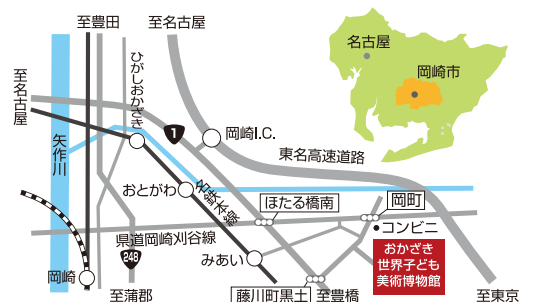 至豊田
至名古屋
名古屋
岡崎市
至名古屋
ひがしおかざき
1
岡崎I.C.
東名高速道路
矢作川
おとがわ
名鉄本線
ほたる橋南
岡町
コンビニ
県道岡崎刈谷線
248
みあい
おかざき
世界子ども
美術博物館
岡崎
至蒲郡
藤川町黒土
至豊橋
至東京